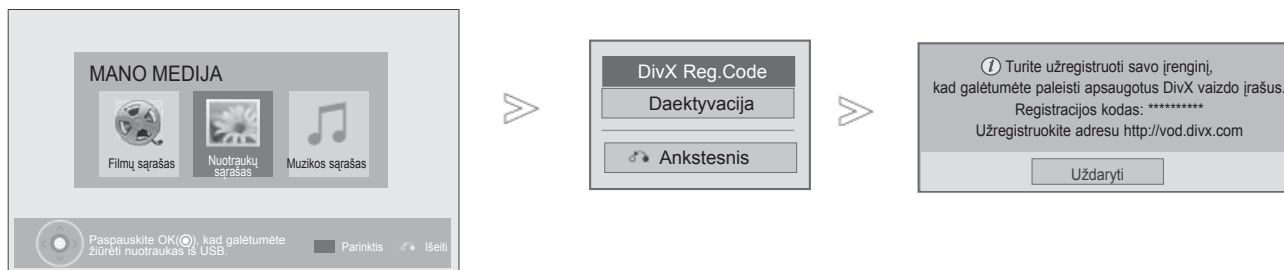 MANO MEDIJA
Filmų sąrašas
Nuotraukų
sąrašas
Muzikos sąrašas
Paspauskite OK(◉), kad galėtumėte
žiūrėti nuotraukas iš USB.
Parinktis
Išeiti
DivX Reg.Code
Daektyvacija
Ankstesnis
Turite užregistruoti savo įrenginį,
kad galėtumėte paleisti apsaugotus DivX vaizdo įrašus.
Registracijos kodas: **********
Užregistruokite adresu http://vod.divx.com
Uždaryti